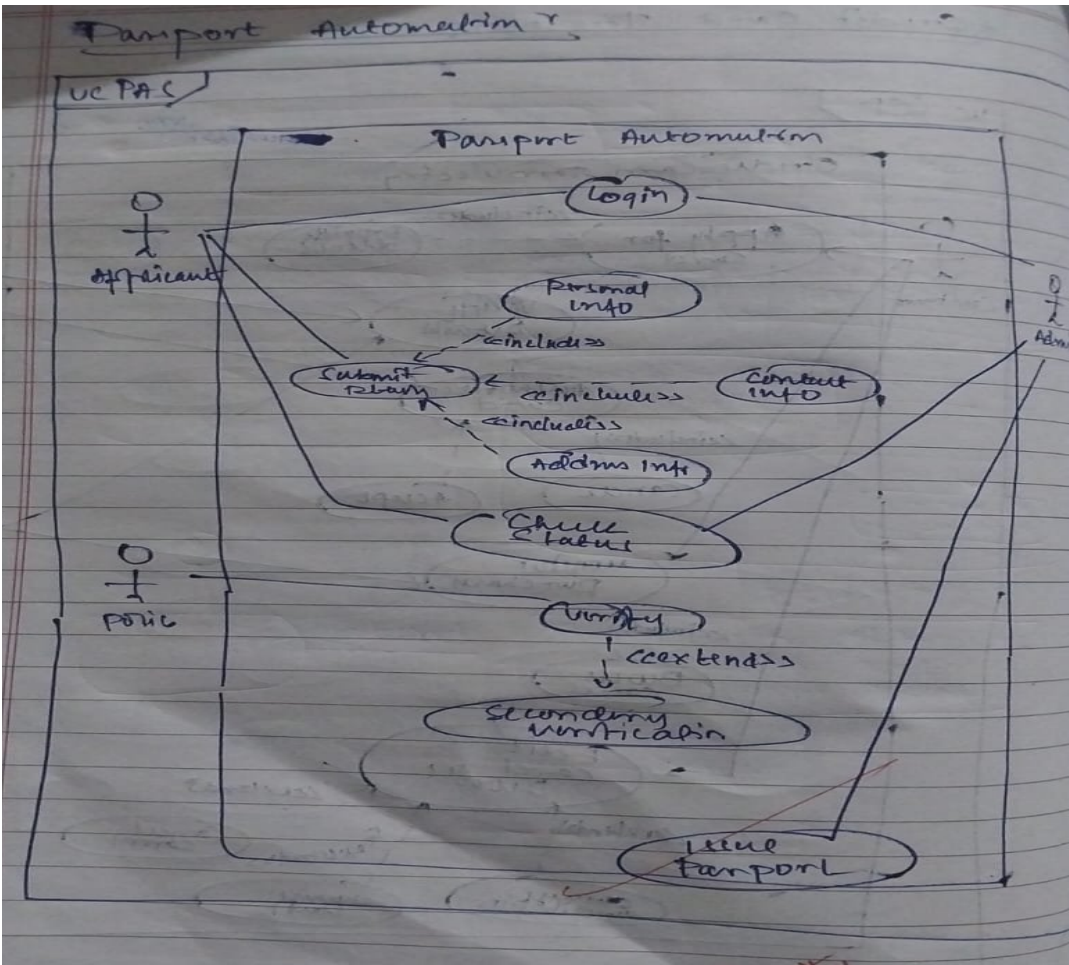 Passport Automation
UC PAS
Passport Automation
Login
Applicant
Personal
info
<<include>>
Submit
Contact
info
<<include>>
<<include>>
Address info
Check
Status
Adm
Police
Verify
<<extend>>
Secondary
verification
Issue
Passport